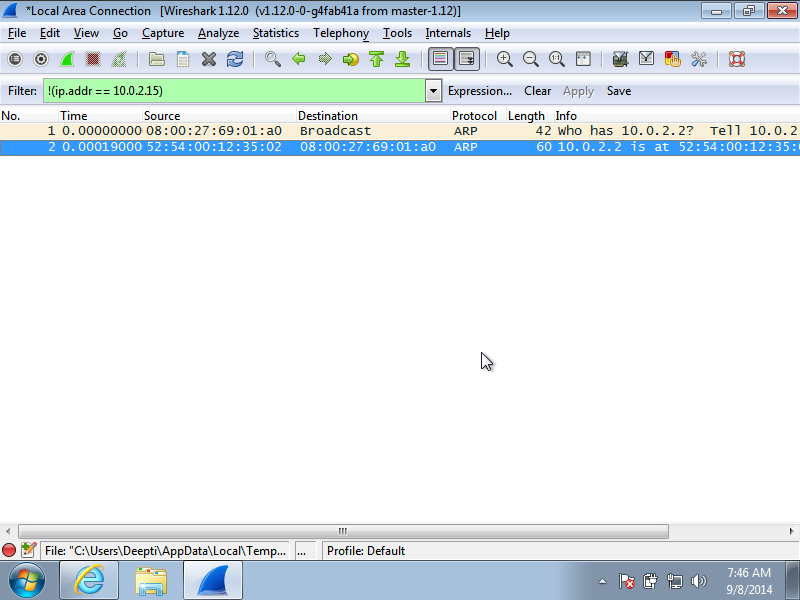 *Local Area Connection [Wireshark 1.12.0 (v1.12.0-0-g4fab41a from master-1.12)]
File Edit View Go Capture Analyze Statistics Telephony Tools Internals Help
Filter: !(ip.addr == 10.0.2.15) Expression... Clear Apply Save
No. Time Source Destination Protocol Length Info
1 0.00000000 08:00:27:69:01:a0 Broadcast ARP 42 Who has 10.0.2.2? Tell 10.0.2
2 0.00019000 52:54:00:12:35:02 08:00:27:69:01:a0 ARP 60 10.0.2.2 is at 52:54:00:12:35:0
File: "C:\Users\Deepti\AppData\Local\Temp... ... Profile: Default
7:46 AM
9/8/2014